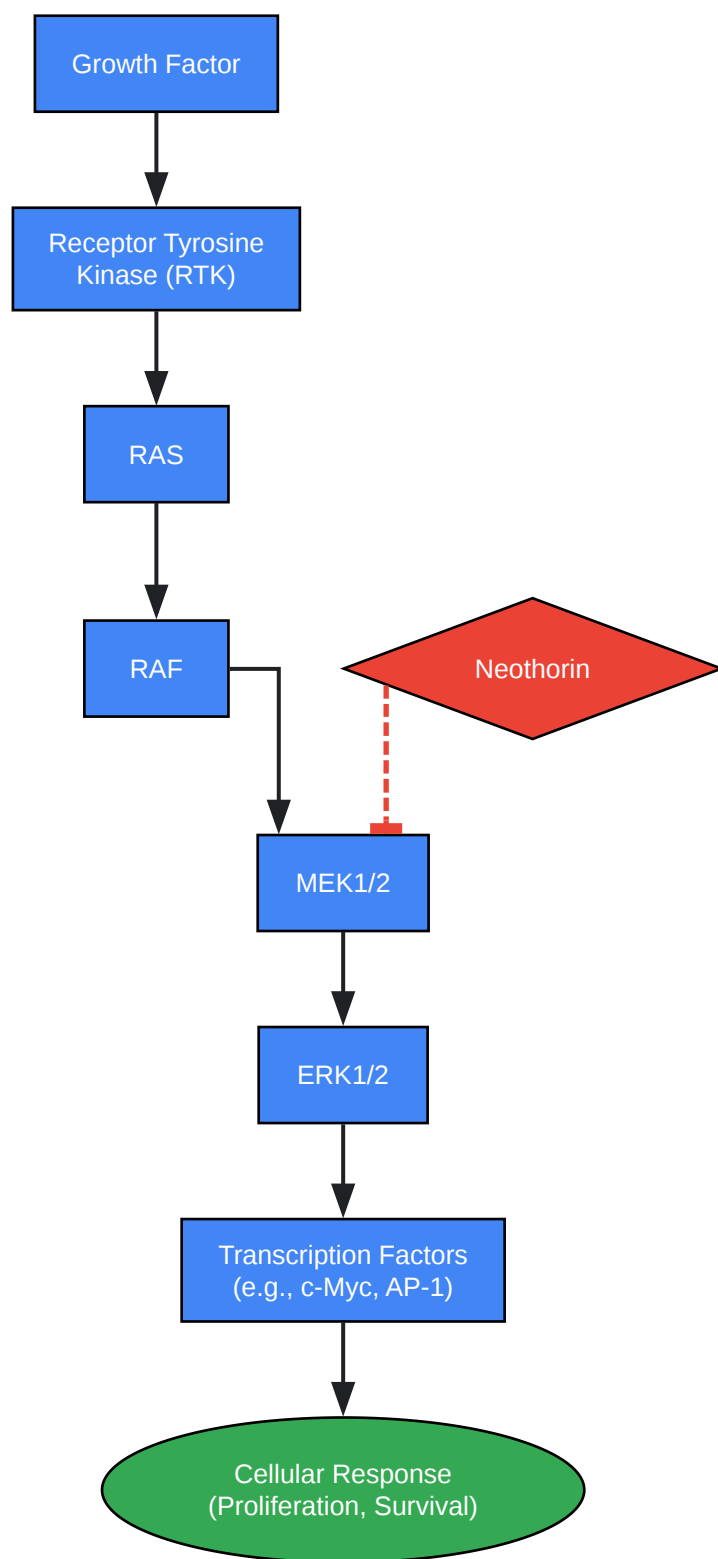 Growth Factor
Receptor Tyrosine
Kinase (RTK)
RAS
RAF
Neothorin
MEK1/2
ERK1/2
Transcription Factors
(e.g., c-Myc, AP-1)
Cellular Response
(Proliferation, Survival)